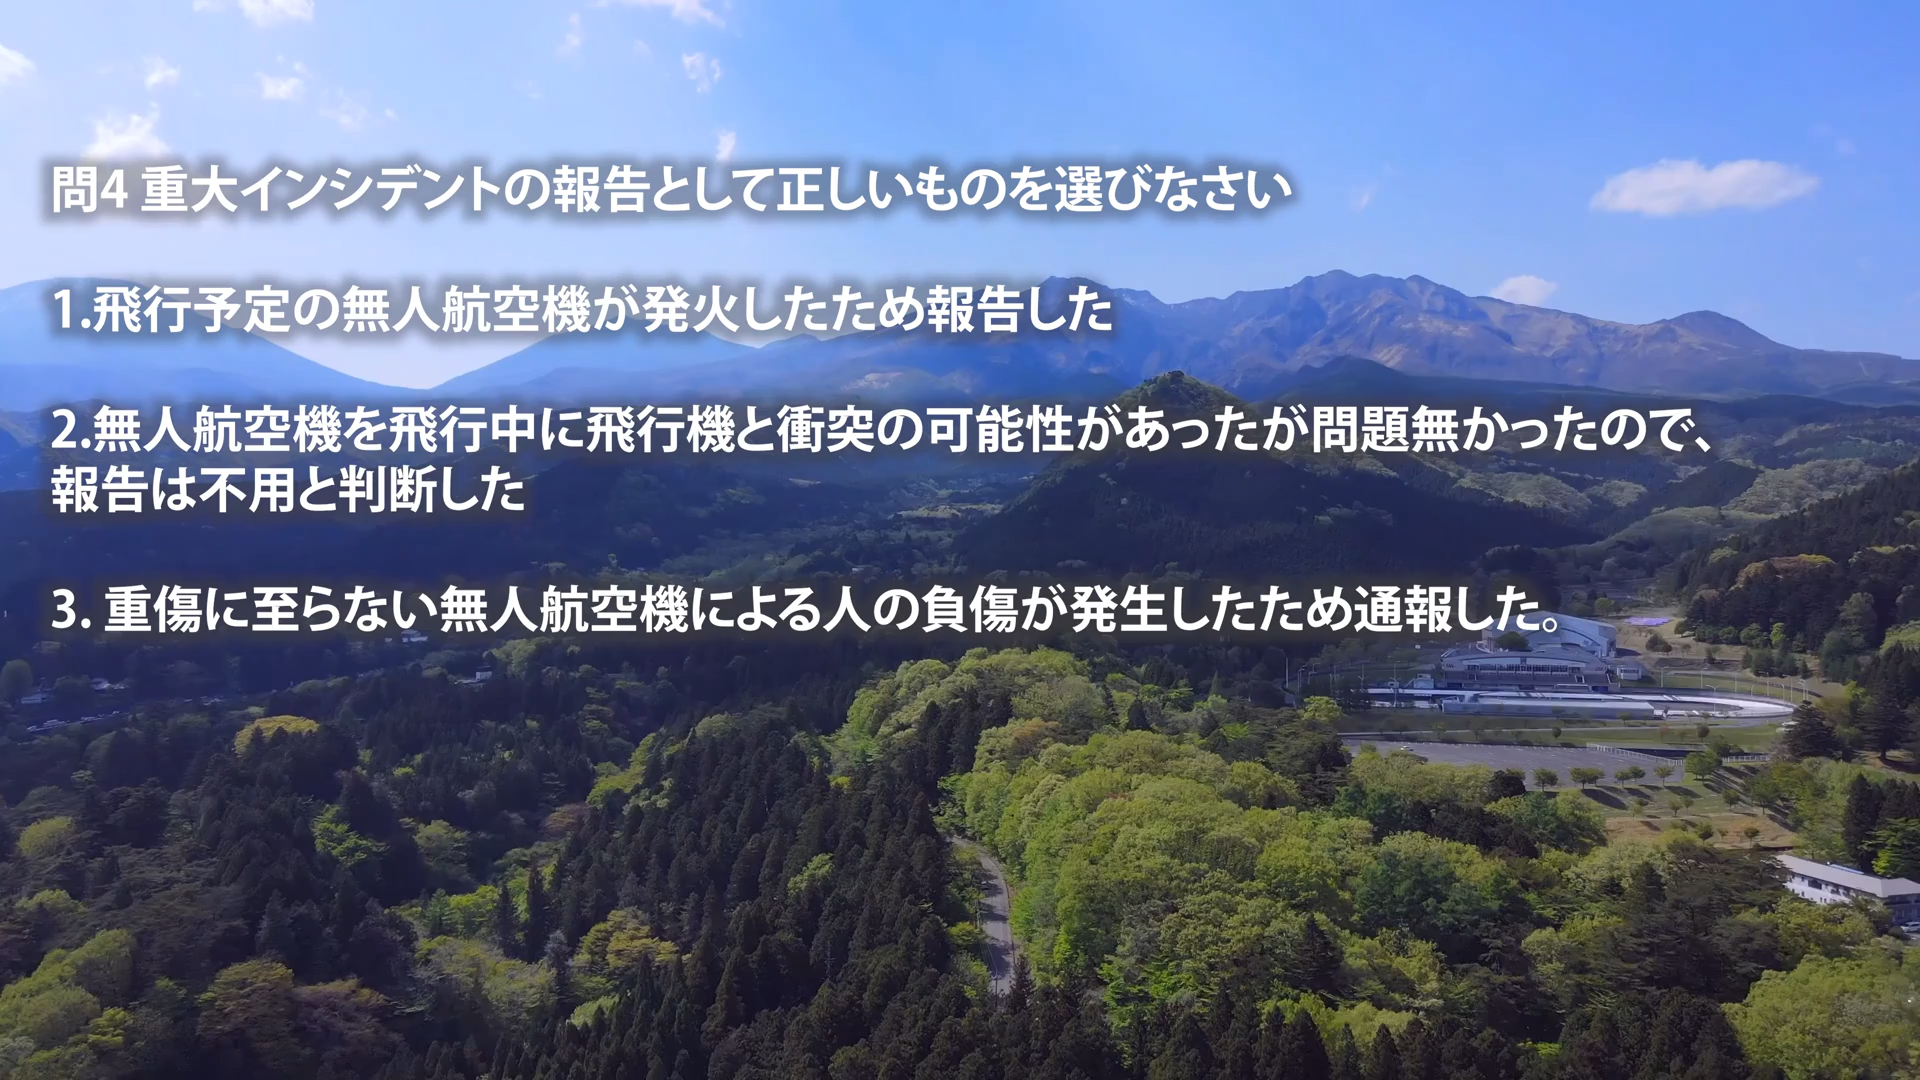 問4 重大インシデントの報告として正しいものを選びなさい
1.飛行予定の無人航空機が発火したため報告した
2.無人航空機を飛行中に飛行機と衝突の可能性があったが問題無かったので、
報告は不用と判断した
3. 重傷に至らない無人航空機による人の負傷が発生したため通報した。